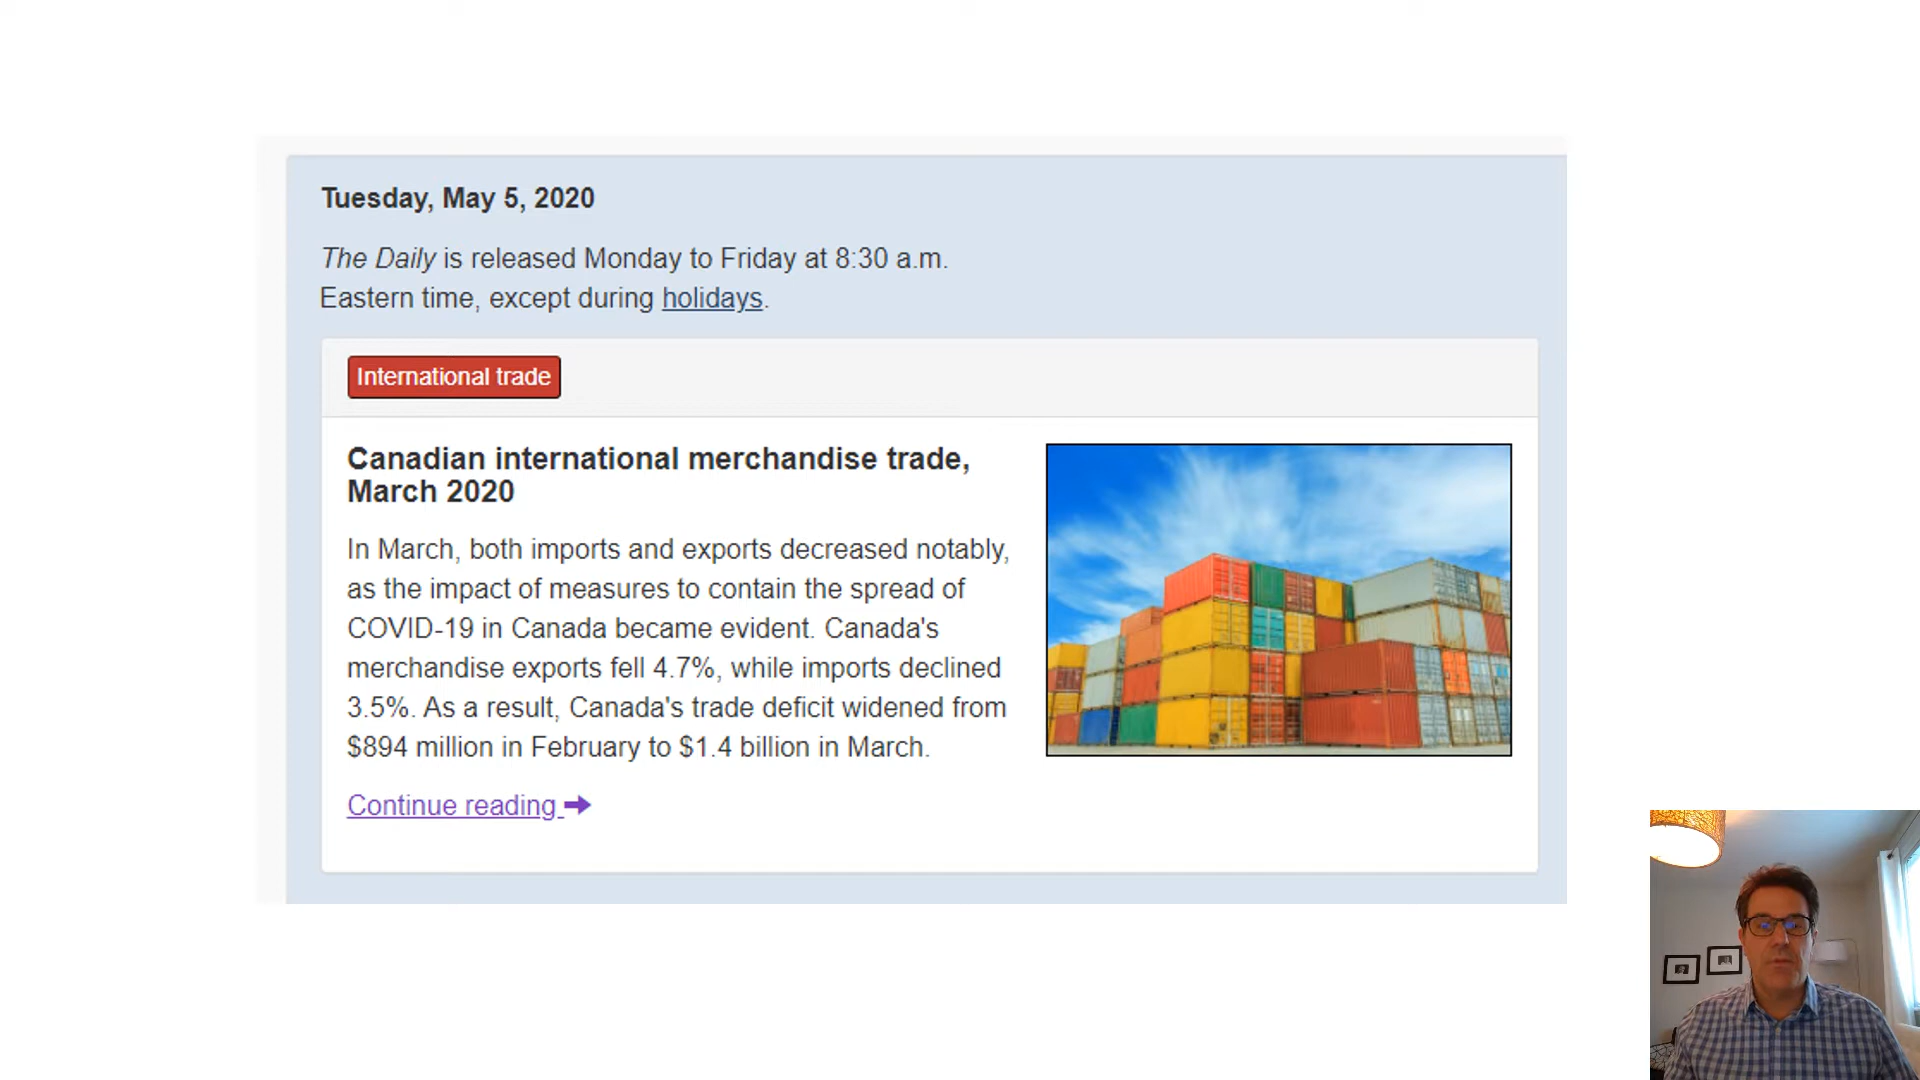 Tuesday, May 5, 2020
The Daily is released Monday to Friday at 8:30 a.m.
Eastern time, except during holidays.
International trade
Canadian international merchandise trade,
March 2020
In March, both imports and exports decreased notably,
as the impact of measures to contain the spread of
COVID-19 in Canada became evident. Canada's
merchandise exports fell 4.7%, while imports declined
3.5%. As a result, Canada's trade deficit widened from
$894 million in February to $1.4 billion in March.
Continue reading